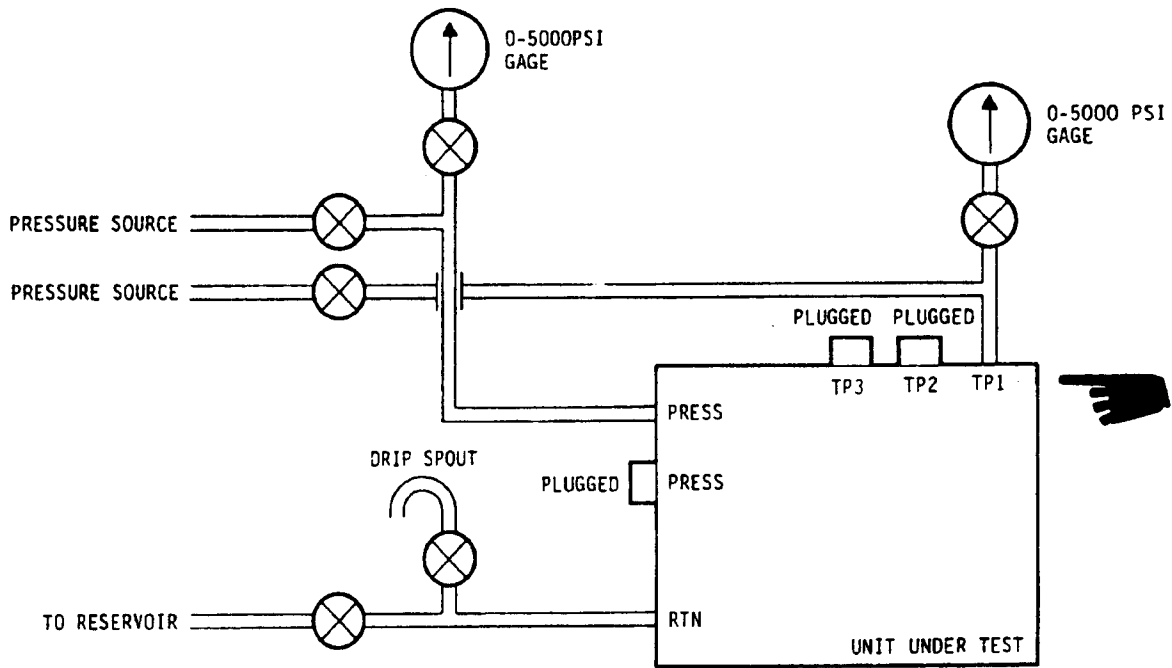 0-5000PSI
GAGE
0-5000 PSI
GAGE
PRESSURE SOURCE
PRESSURE SOURCE
PLUGGED PLUGGED
TP3 TP2 TP1
PRESS
DRIP SPOUT
PLUGGED
PRESS
TO RESERVOIR
RTN
UNIT UNDER TEST